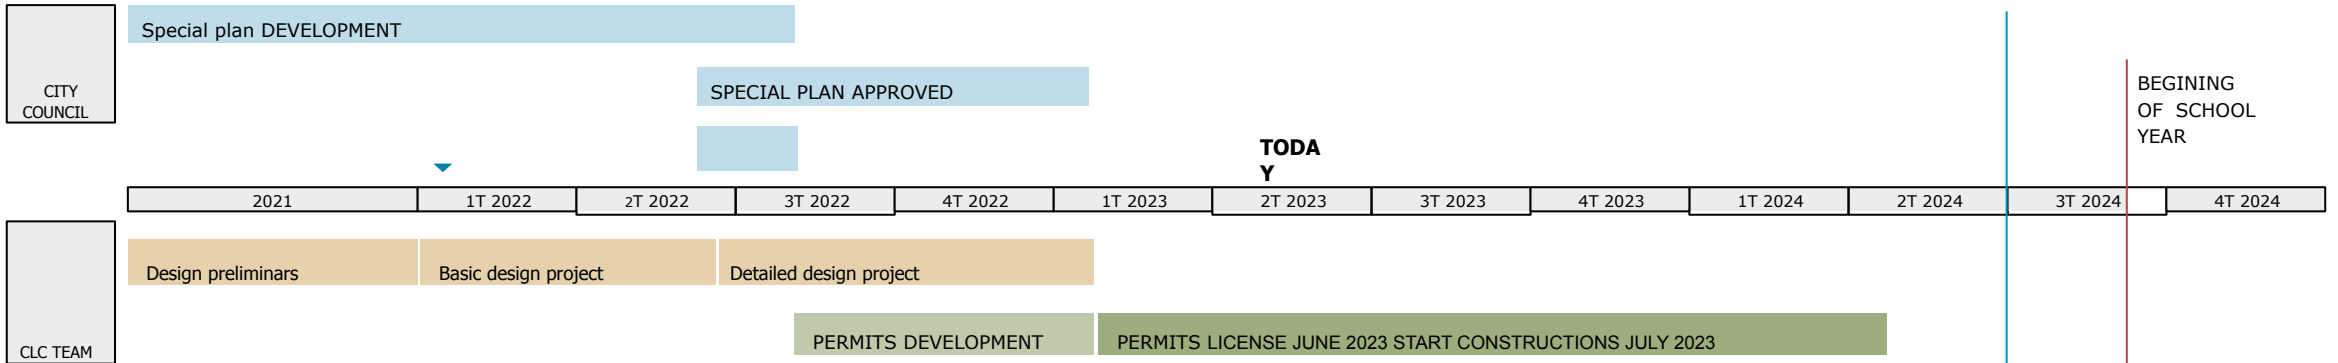 Special plan DEVELOPMENT
CITY
COUNCIL
SPECIAL PLAN APPROVED
BEGINING
OF SCHOOL
YEAR
TODA
Y
2021 1T 2022 2T 2022 3T 2022 4T 2022 1T 2023 2T 2023 3T 2023 4T 2023 1T 2024 2T 2024 3T 2024 4T 2024
Design preliminars Basic design project Detailed design project
CLC TEAM
PERMITS DEVELOPMENT PERMITS LICENSE JUNE 2023 START CONSTRUCTIONS JULY 2023